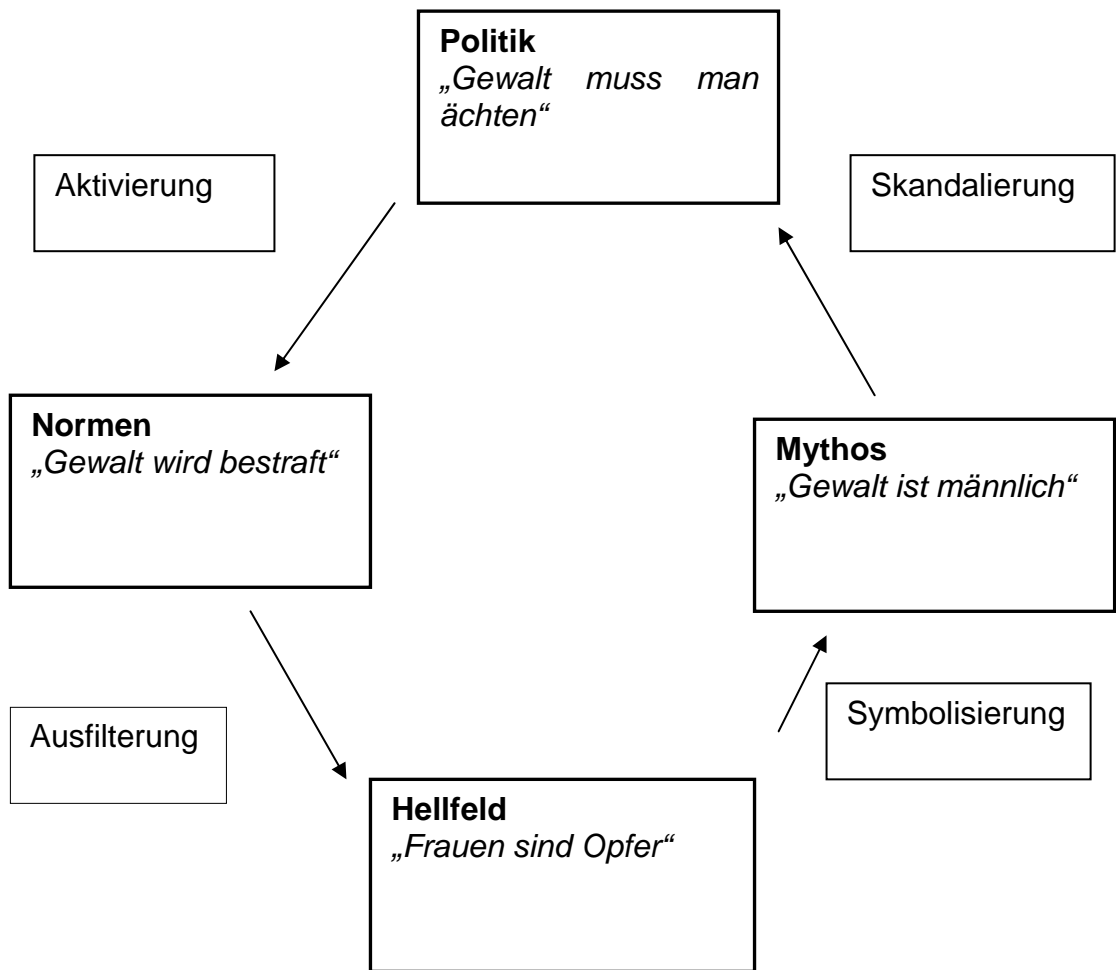 Politik
„Gewalt muss man
ächten“
Aktivierung
Skandalierung
Normen
„Gewalt wird bestraft“
Mythos
„Gewalt ist männlich“
Ausfilterung
Symbolisierung
Hellfeld
„Frauen sind Opfer“